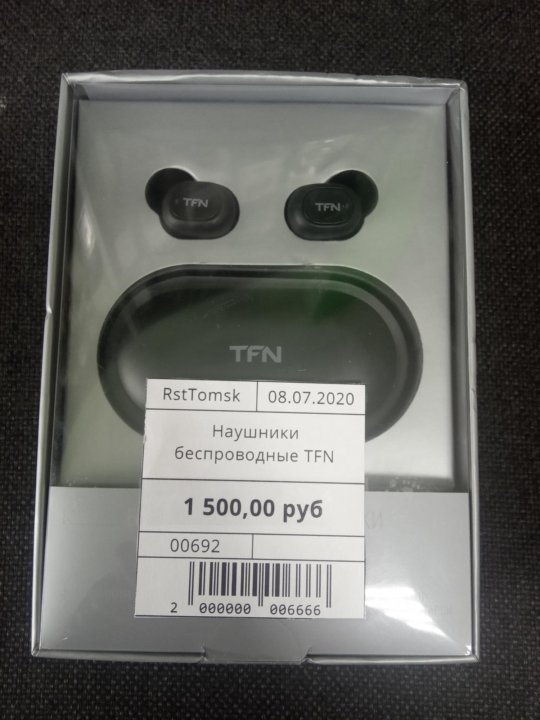 TFN
TFN
TFN
RstTomsk 08.07.2020
Наушники
беспроводные TFN
1 500,00 руб
00692
2 000000 006666